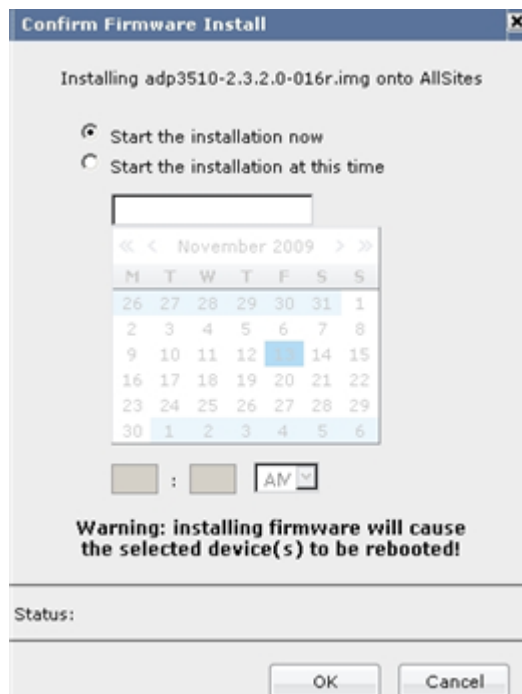 Confirm Firmware Install
Installing adp3510-2.3.2.0-016r.img onto AllSites
Start the installation now
Start the installation at this time
« < November 2009 > »
M T W T F S S
26 27 28 29 30 31 1
2 3 4 5 6 7 8
9 10 11 12 13 14 15
16 17 18 19 20 21 22
23 24 25 26 27 28 29
30 1 2 3 4 5 6
: AM
Warning: installing firmware will cause
the selected device(s) to be rebooted!
Status:
OK Cancel